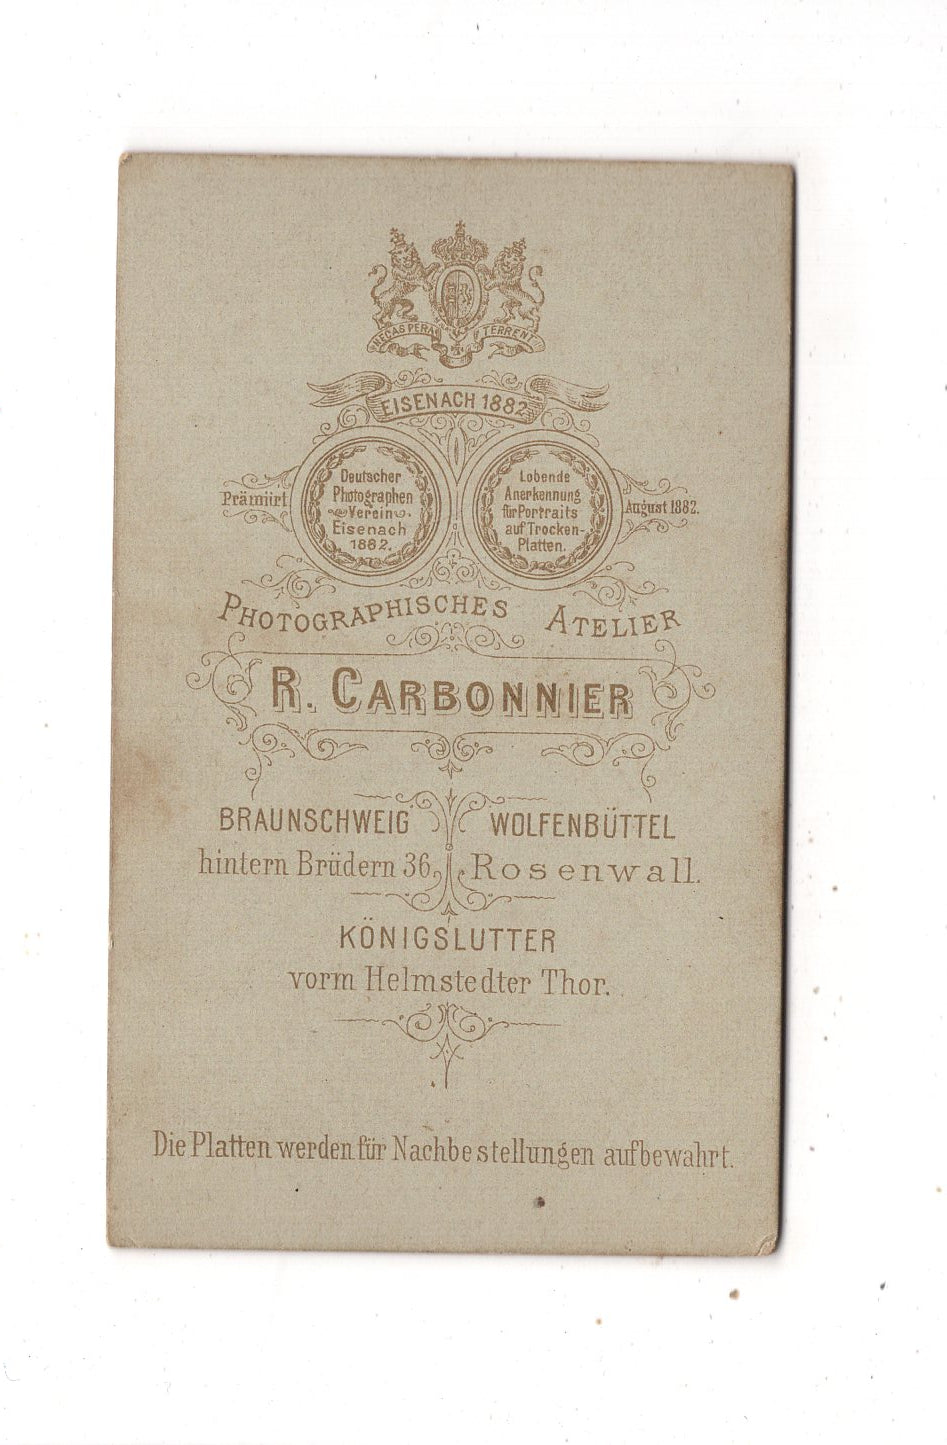 NEC ASPERA TERRENT
EISENACH 1882
Prämiirt
Deutscher
Photographen
Verein.
Eisenach
1882.
Lobende
Anerkennung
für Portraits
auf Trocken-
Platten.
August 1882.
PHOTOGRAPHISCHES ATELIER
R. CARBONNIER
BRAUNSCHWEIG
hintern Brüdern 36.
WOLFENBÜTTEL
Rosenwall.
KÖNIGSLUTTER
vorm Helmstedter Thor.
Die Platten werden für Nachbestellungen aufbewahrt.